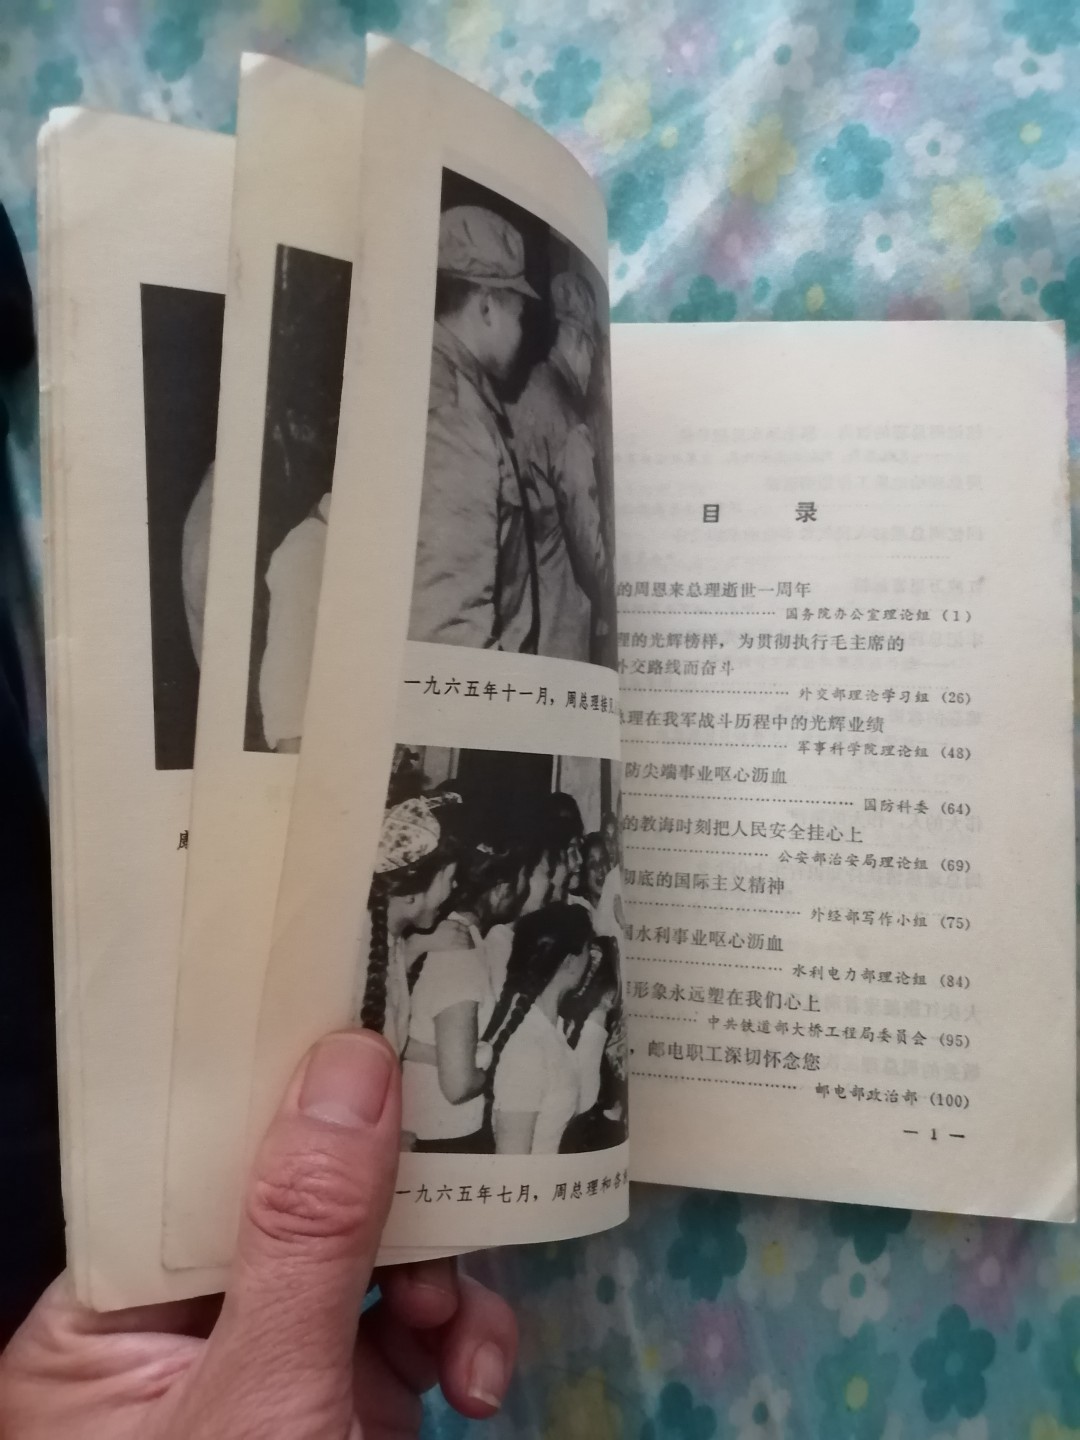 一九六五年十一月，周总理接
一九六五年七月，周总理和各
目 录
的周恩来总理逝世一周年
国务院办公室理论组 (1)
理的光辉榜样，为贯彻执行毛主席的
外交路线而奋斗
外交部理论学习组 (26)
总理在我军战斗历程中的光辉业绩
军事科学院理论组 (48)
防尖端事业呕心沥血
国防科委 (64)
的教海时刻把人民安全挂心上
公安部治安局理论组 (69)
彻底的国际主义精神
外经部写作小组 (75)
国水利事业呕心沥血
水利电力部理论组 (84)
形象永远塑在我们心上
中共铁道部大桥工程局委员会 (95)
，邮电职工深切怀念您
邮电部政治部 (100)
— 1 —